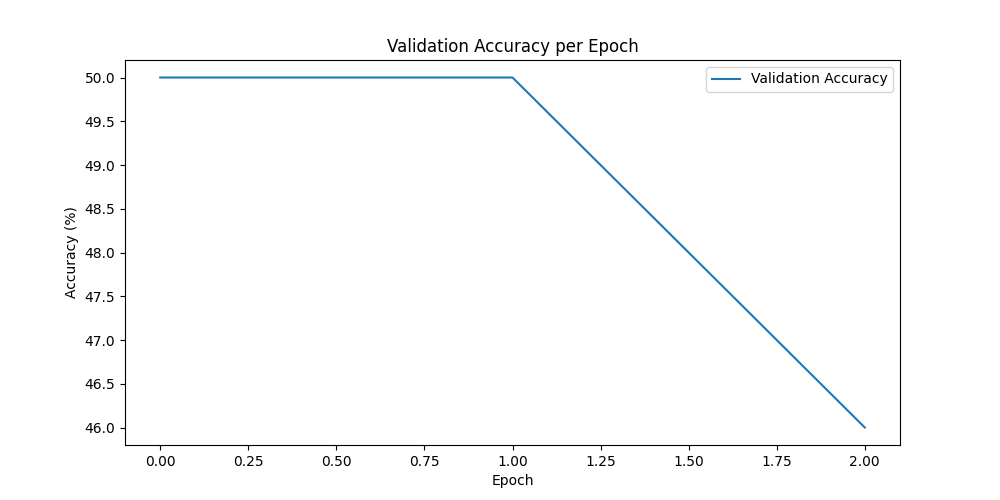 Validation Accuracy per Epoch
Validation Accuracy
Accuracy (%)
50.0
49.5
49.0
48.5
48.0
47.5
47.0
46.5
46.0
0.00 0.25 0.50 0.75 1.00 1.25 1.50 1.75 2.00
Epoch